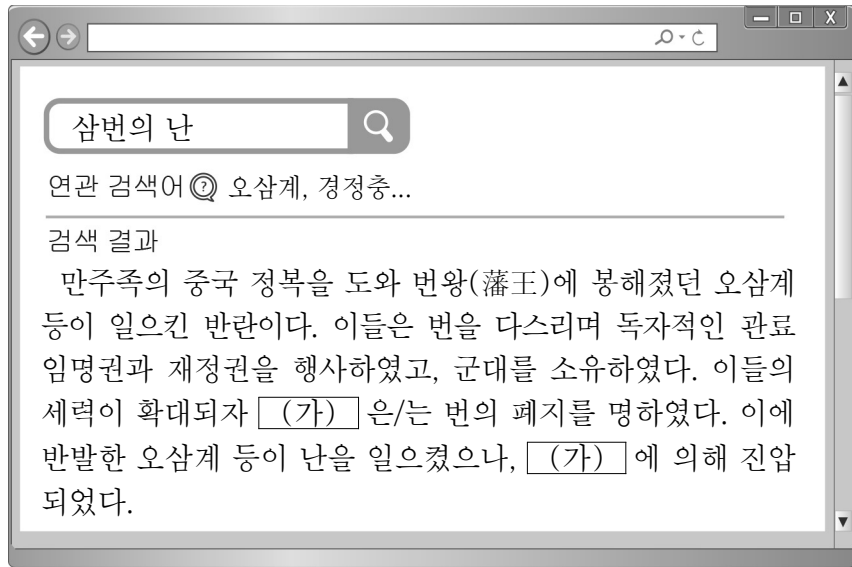 삼번의 난
연관 검색어 오삼계, 경정충...
검색 결과
만주족의 중국 정복을 도와 번왕(藩王)에 봉해졌던 오삼계
등이 일으킨 반란이다. 이들은 번을 다스리며 독자적인 관료
임명권과 재정권을 행사하였고, 군대를 소유하였다. 이들의
세력이 확대되자 (가) 은/는 번의 폐지를 명하였다. 이에
반발한 오삼계 등이 난을 일으켰으나, (가) 에 의해 진압
되었다.